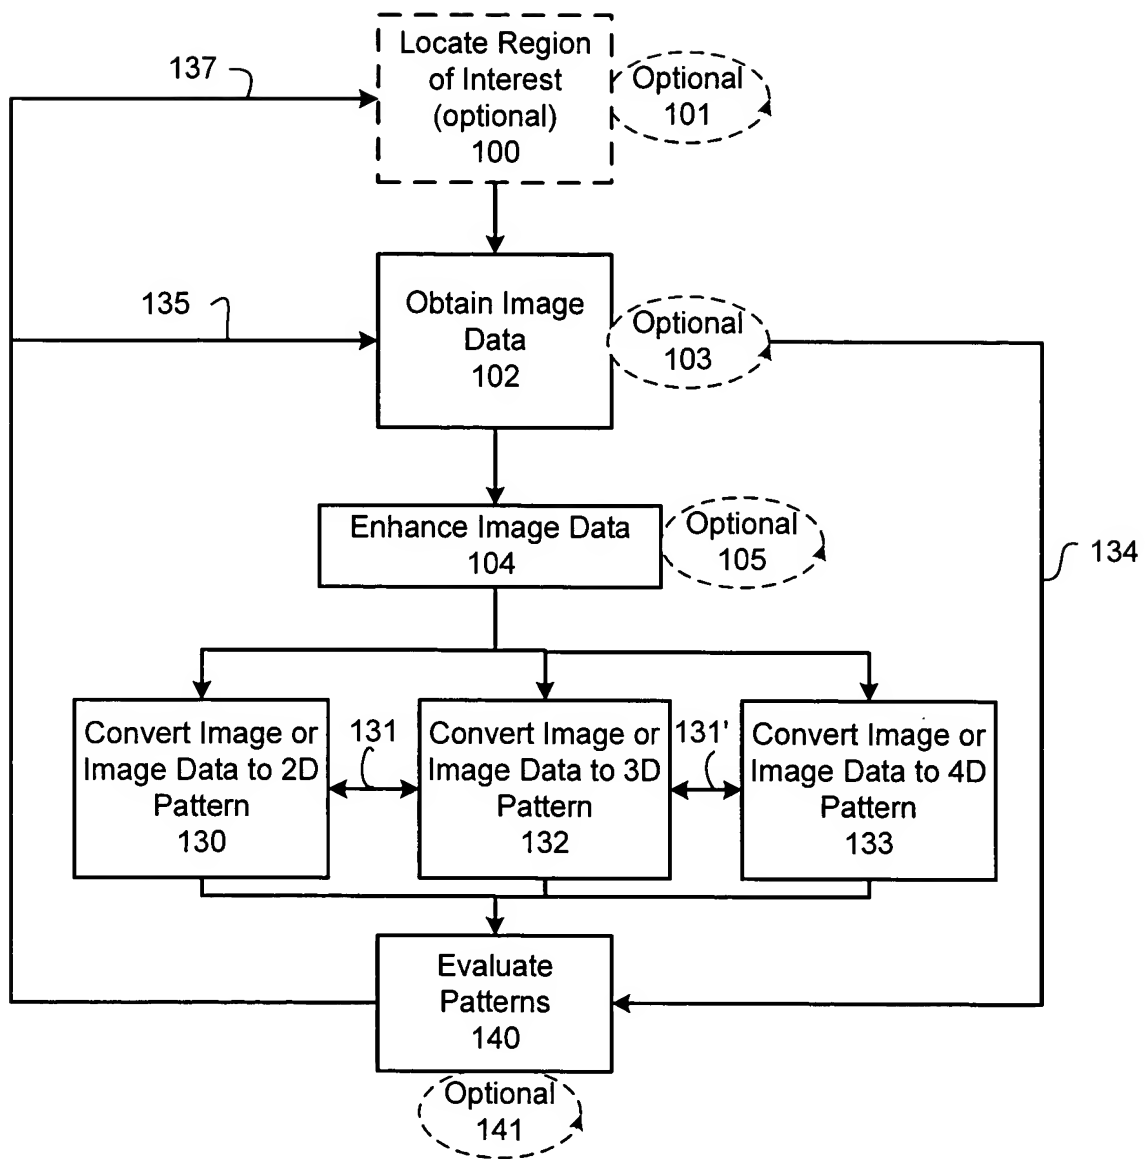 Locate Region
of Interest
(optional)
100
Optional
101
137
Obtain Image
Data
102
Optional
103
135
Enhance Image Data
104
Optional
105
134
Convert Image or
Image Data to 2D
Pattern
130
131
Convert Image or
Image Data to 3D
Pattern
132
131'
Convert Image or
Image Data to 4D
Pattern
133
Evaluate
Patterns
140
Optional
141